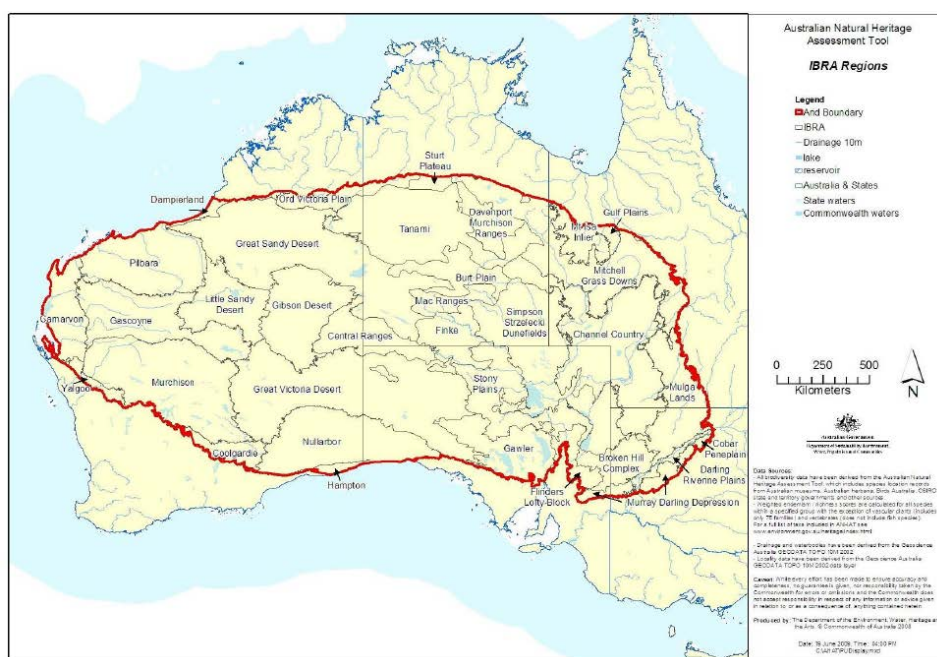 Australian Natural Heritage
Assessment Tool
IBRA Regions
Legend
Arid Boundary
IBRA
Drainage 10m
lake
reservoir
Australia & States
State waters
Commonwealth waters
Sturt
Plateau
Dampierland
Ord Victoria Plain
Gulf Plains
Davenport
Murchison
Ranges
Tanami
Inlier
Great Sandy Desert
Pilbara
Mitchell
Grass Downs
Burt Plain
Little Sandy
Desert
Gibson Desert
Mac Ranges
Simpson
Strzelecki
Dunefields
Carnarvon
Gascoyne
Finke
Channel Country
Central Ranges
Yalgoo
Murchison
Great Victoria Desert
Stony
Plains
Mulga
Lands
Nullarbor
Gawler
Coolgardie
Cobar
Peneplain
Broken Hill
Complex
Darling
Riverine Plains
Hampton
Flinders
Lofty Block
Murray Darling Depression
0 250 500
Kilometers
N
Australian Government
Data Sources:
Produced by: The Department of the Environment, Water, Heritage and
the Arts. © Commonwealth of Australia